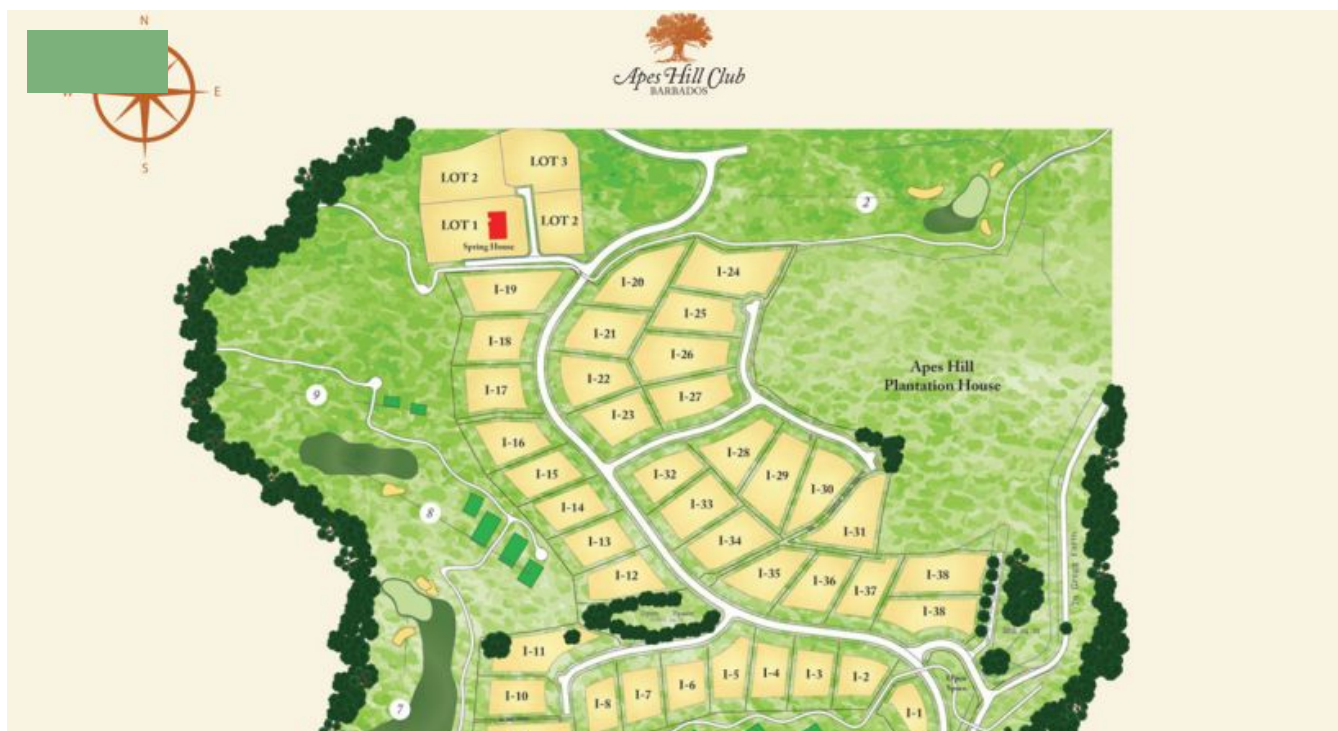 N
Apes Hill Club
BARBADOS
E
S
LOT 3
LOT 2
2
LOT 1
LOT 2
Spring House
I-24
I-20
I-19
I-25
I-21
I-18
I-26
Apes Hill
Plantation House
I-22
I-17
I-27
9
I-23
I-16
I-28
I-32
I-15
I-29
I-30
I-33
I-14
8
I-31
I-34
I-13
I-35
I-38
I-12
I-36
I-37
I-38
I-11
I-5
I-4
I-3
I-2
I-6
Open
Space
I-10
I-7
I-8
7
I-1